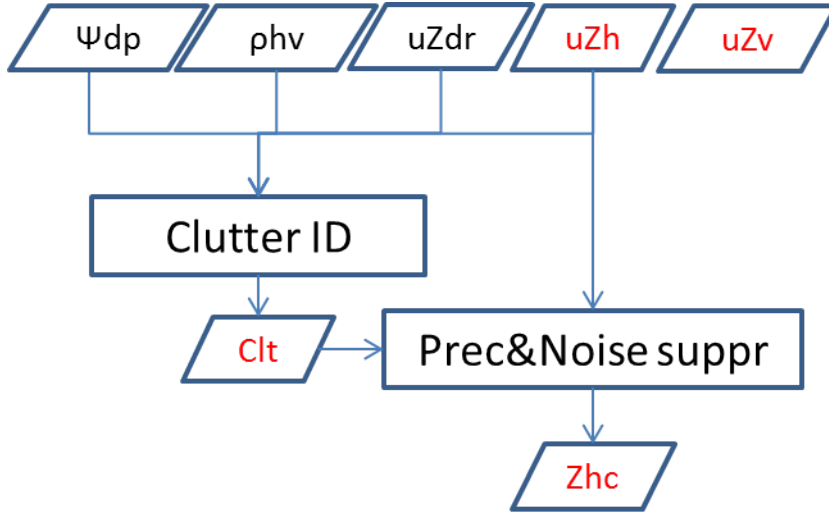 Ψdp
ρhv
uZdr
uZh
uZv
Clutter ID
Clt
Prec&Noise suppr
Zhc